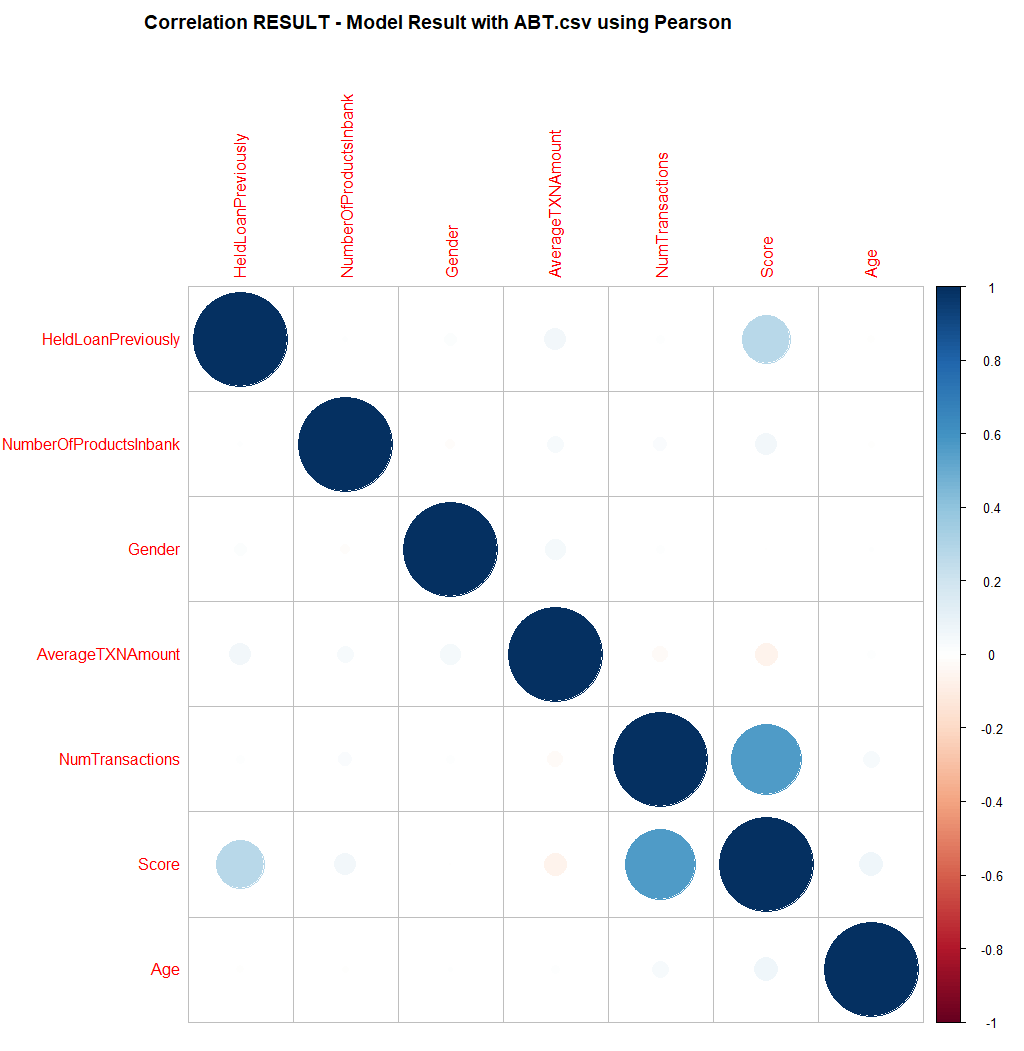 Correlation RESULT - Model Result with ABT.csv using Pearson
HeldLoanPreviously
NumberOfProductsInbank
Gender
AverageTXNAmount
NumTransactions
Score
Age
HeldLoanPreviously
NumberOfProductsInbank
Gender
AverageTXNAmount
NumTransactions
Score
Age
1
0.8
0.6
0.4
0.2
0
-0.2
-0.4
-0.6
-0.8
-1